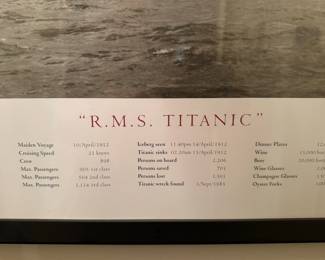 "R.M.S. TITANIC"
Maiden Voyage 10/April/1912
Cruising Speed 21 knots
Crew 898
Max. Passengers 905 1st class
Max. Passengers 564 2nd class
Max. Passengers 1,134 3rd class
Iceberg seen 11:40pm 14/April/1912
Titanic sinks 02:20am 15/April/1912
Persons on board 2,206
Persons saved 703
Persons lost
Titanic wreck found 1/Sept/1985
Dinner Plates
Wine
Beer
Wine Glasses
Champagne Glasses
Oyster Forks